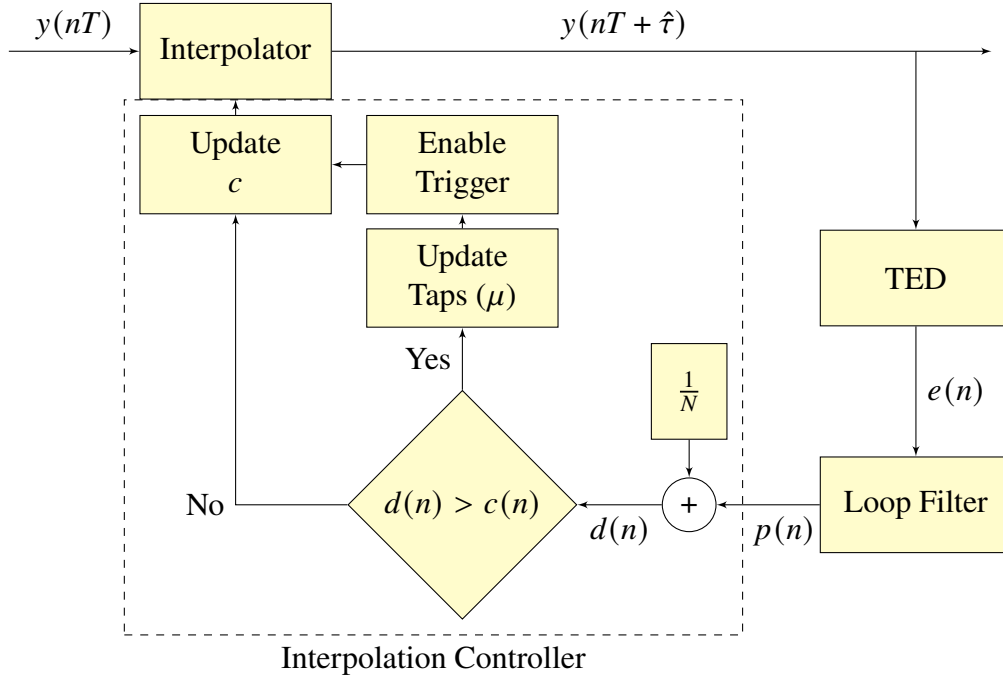 y(nT)
Interpolator
y(nT + τ̂)
Update
c
Enable
Trigger
Update
Taps (μ)
TED
Yes
1/N
e(n)
No
d(n) > c(n)
d(n)
+
p(n)
Loop Filter
Interpolation Controller